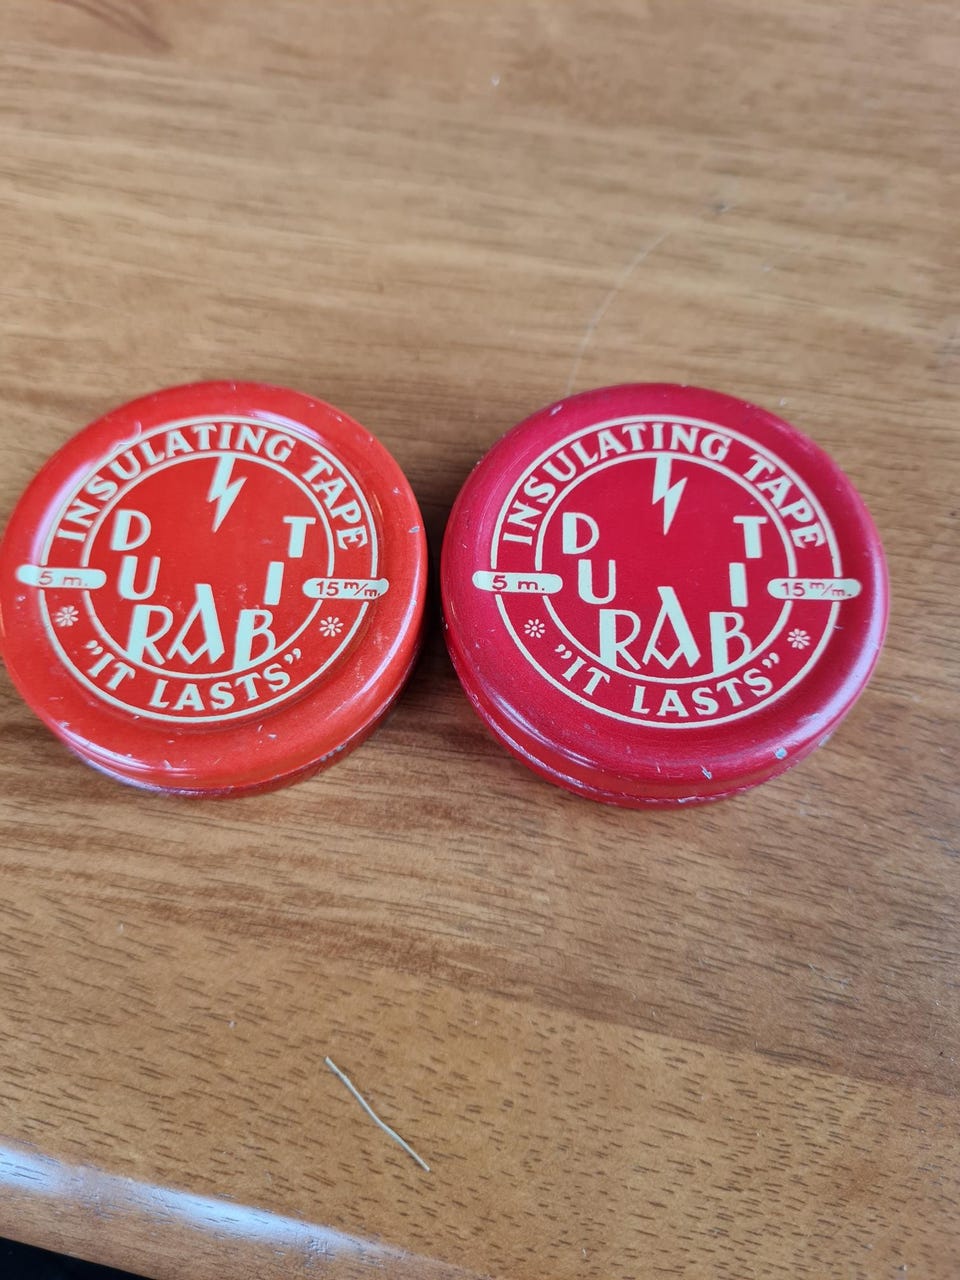 INSULATING TAPE
DURABIT
5 m.
15 m/m.
"IT LASTS"
INSULATING TAPE
DURABIT
5 m.
15 m/m.
"IT LASTS"